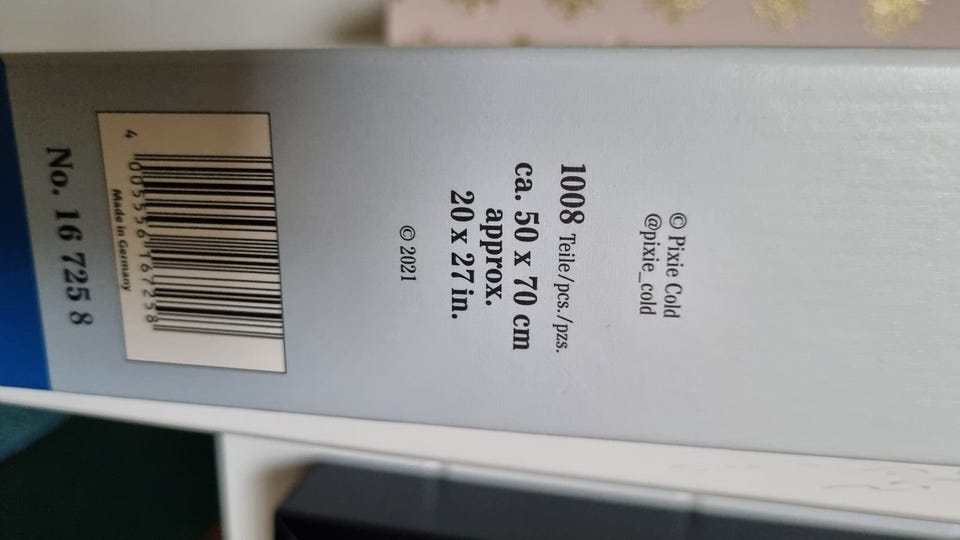 © Pixie Cold
@pixie_cold
1008 Teile/pcs./pzs.
ca. 50 x 70 cm
approx.
20 x 27 in.
© 2021
4 005556 167258
Made in Germany
No. 16 725 8